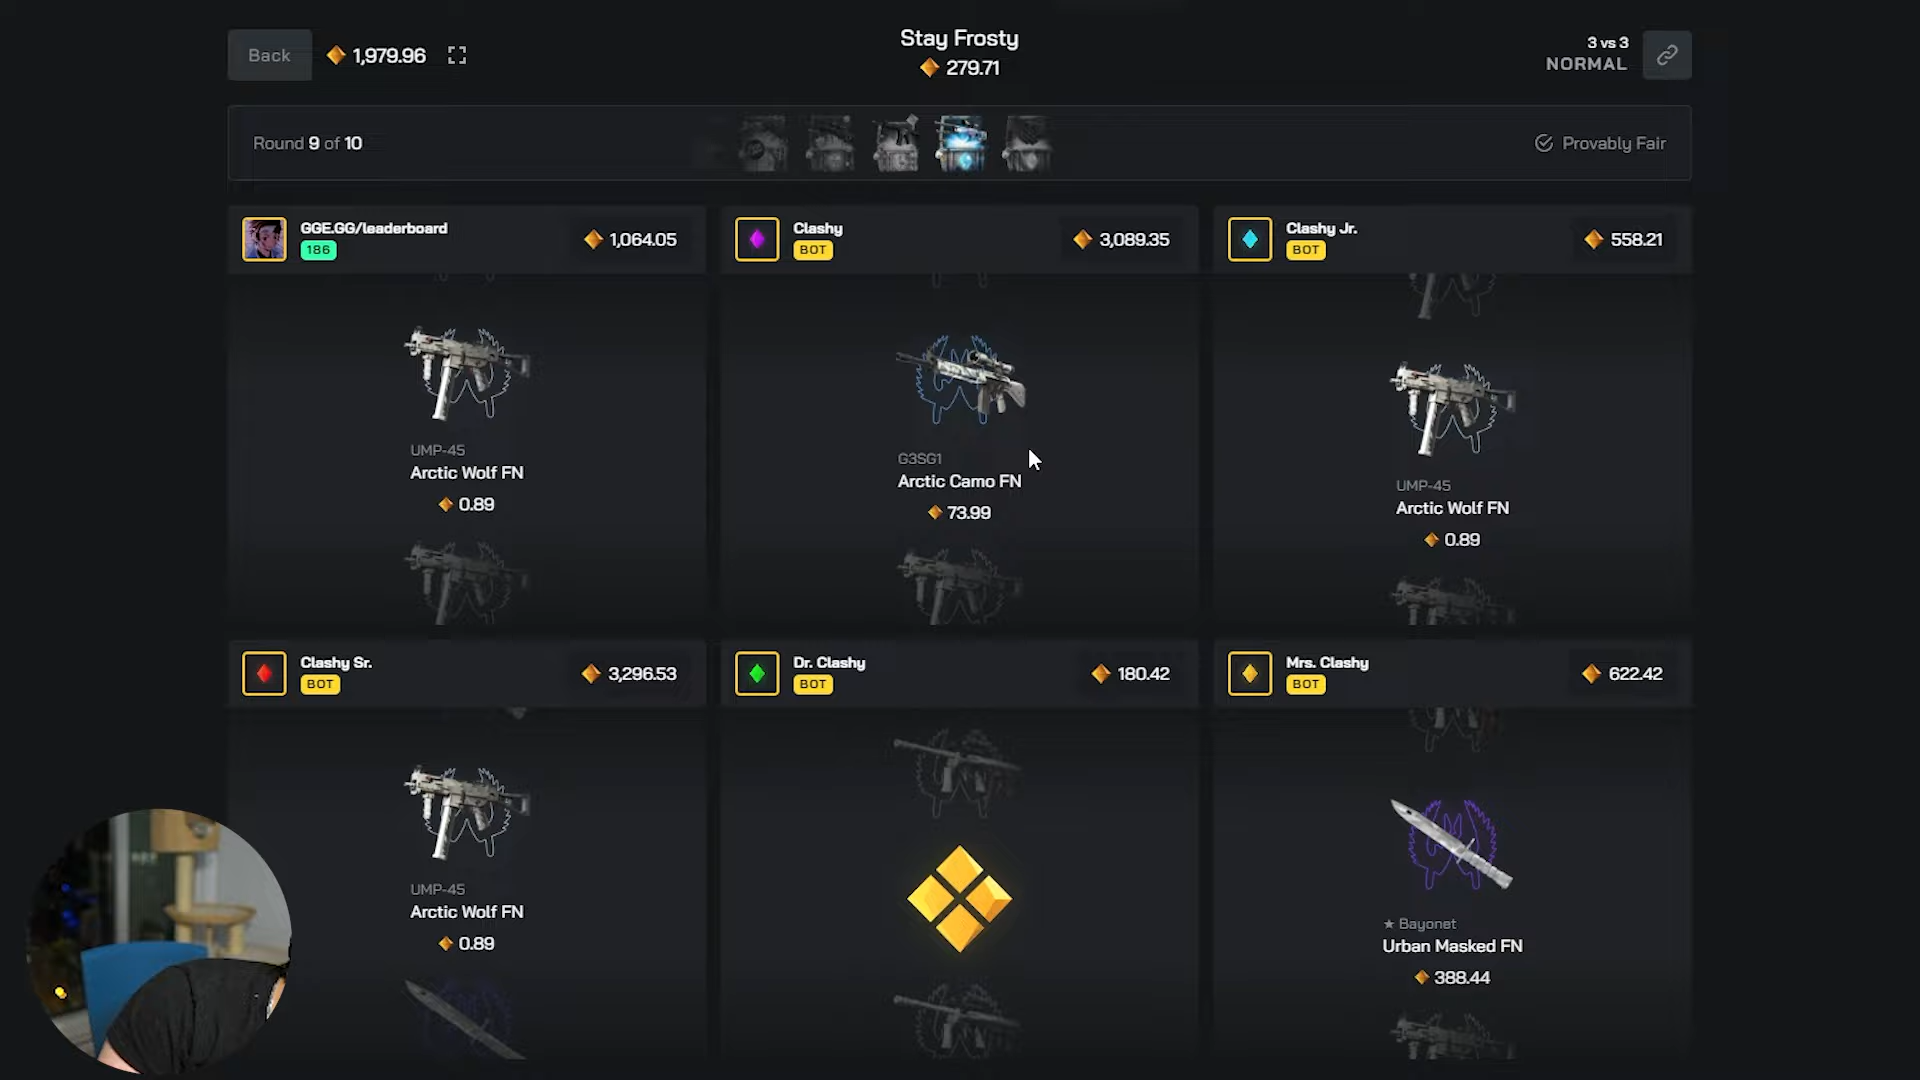 Back
1,979.96
Stay Frosty
279.71
3 vs 3
NORMAL
Round 9 of 10
Provably Fair
GGE.GG/leaderboard
186
1,064.05
Clashy
BOT
3,089.35
Clashy Jr.
BOT
558.21
UMP-45
Arctic Wolf FN
0.89
G3SG1
Arctic Camo FN
73.99
UMP-45
Arctic Wolf FN
0.89
Clashy Sr.
BOT
3,296.53
Dr. Clashy
BOT
180.42
Mrs. Clashy
BOT
622.42
UMP-45
Arctic Wolf FN
0.89
★ Bayonet
Urban Masked FN
388.44